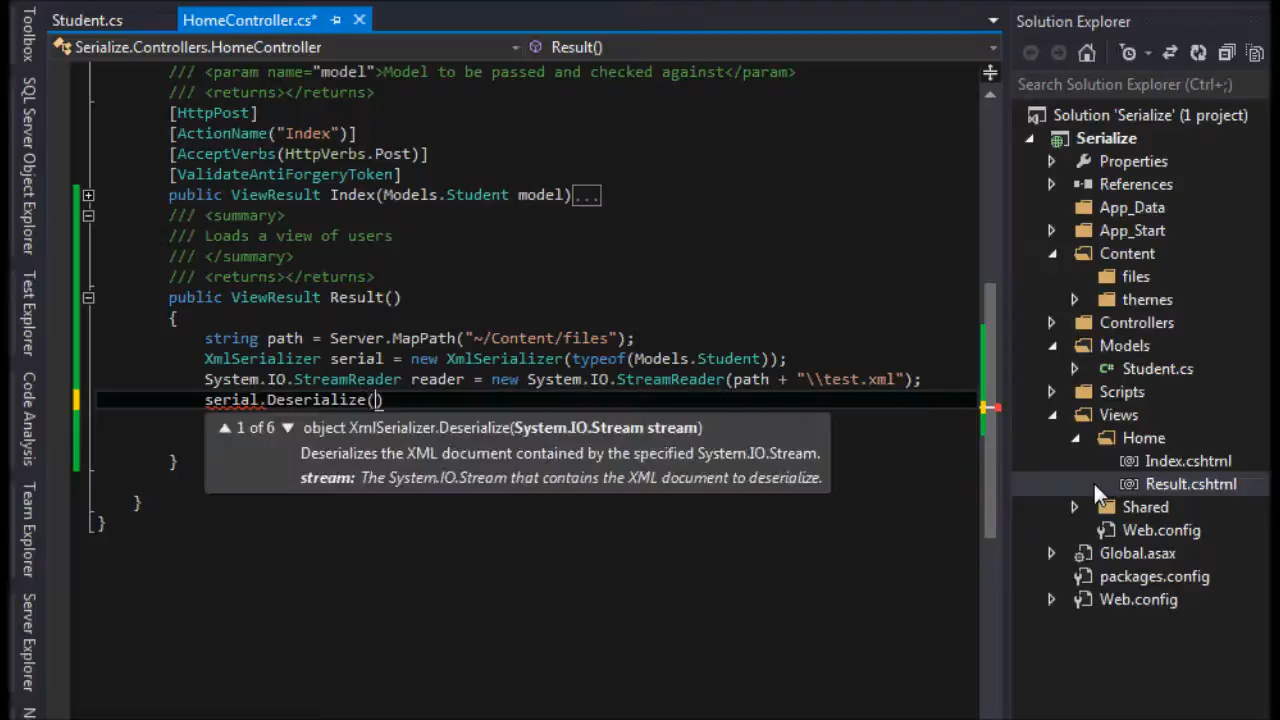 Student.cs
HomeController.cs*
Serialize.Controllers.HomeController
Result()
/// <param name="model">Model to be passed and checked against</param>
/// <returns></returns>
[HttpPost]
[ActionName("Index")]
[AcceptVerbs(HttpVerbs.Post)]
[ValidateAntiForgeryToken]
public ViewResult Index(Models.Student model)...
/// <summary>
/// Loads a view of users
/// </summary>
/// <returns></returns>
public ViewResult Result()
{
string path = Server.MapPath("~/Content/files");
XmlSerializer serial = new XmlSerializer(typeof(Models.Student));
System.IO.StreamReader reader = new System.IO.StreamReader(path + "\\test.xml");
serial.Deserialize()
1 of 6 object XmlSerializer.Deserialize(System.IO.Stream stream)
Deserializes the XML document contained by the specified System.IO.Stream.
stream: The System.IO.Stream that contains the XML document to deserialize.
}
}
}
Toolbox
SQL Server Object Explorer
Test Explorer
Code Analysis
Team Explorer
Server Explorer
N
Solution Explorer
Search Solution Explorer (Ctrl+;)
Solution 'Serialize' (1 project)
Serialize
Properties
References
App_Data
App_Start
Content
files
themes
Controllers
Models
C# Student.cs
Scripts
Views
Home
[@] Index.cshtml
[@] Result.cshtml
Shared
Web.config
Global.asax
packages.config
Web.config